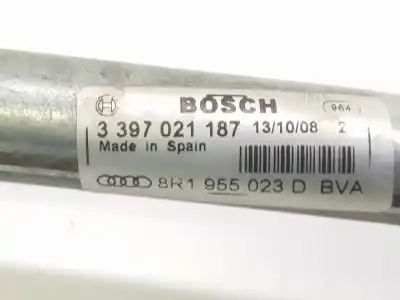 BOSCH
964
3 397 021 187 13/10/08 2
Made in Spain
8R1 955 023 D BVA